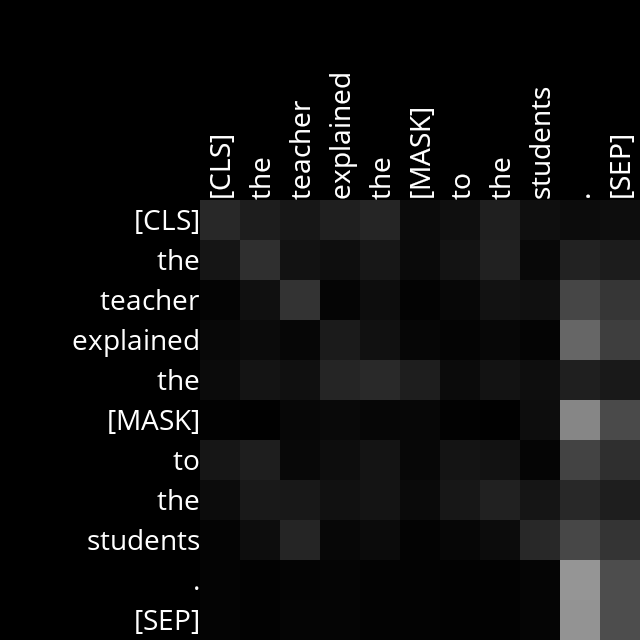 [CLS] the teacher explained the [MASK] to the students . [SEP]
[CLS]
the
teacher
explained
the
[MASK]
to
the
students
.
[SEP]